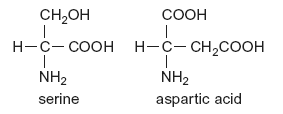 CH₂OH COOH
H–C–COOH H–C–CH₂COOH
NH₂ NH₂
serine aspartic acid